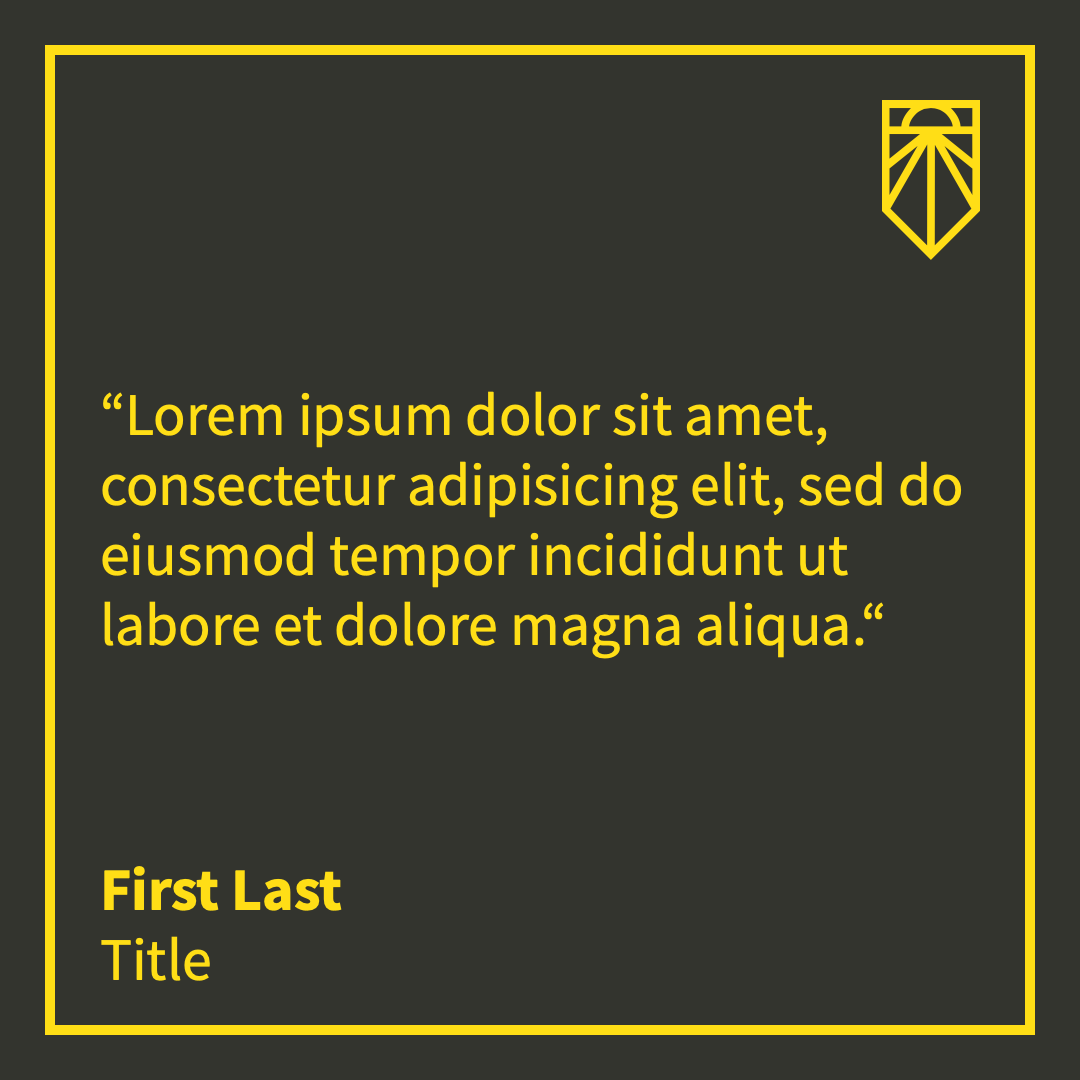 “Lorem ipsum dolor sit amet,
consectetur adipisicing elit, sed do
eiusmod tempor incididunt ut
labore et dolore magna aliqua.“
First Last
Title